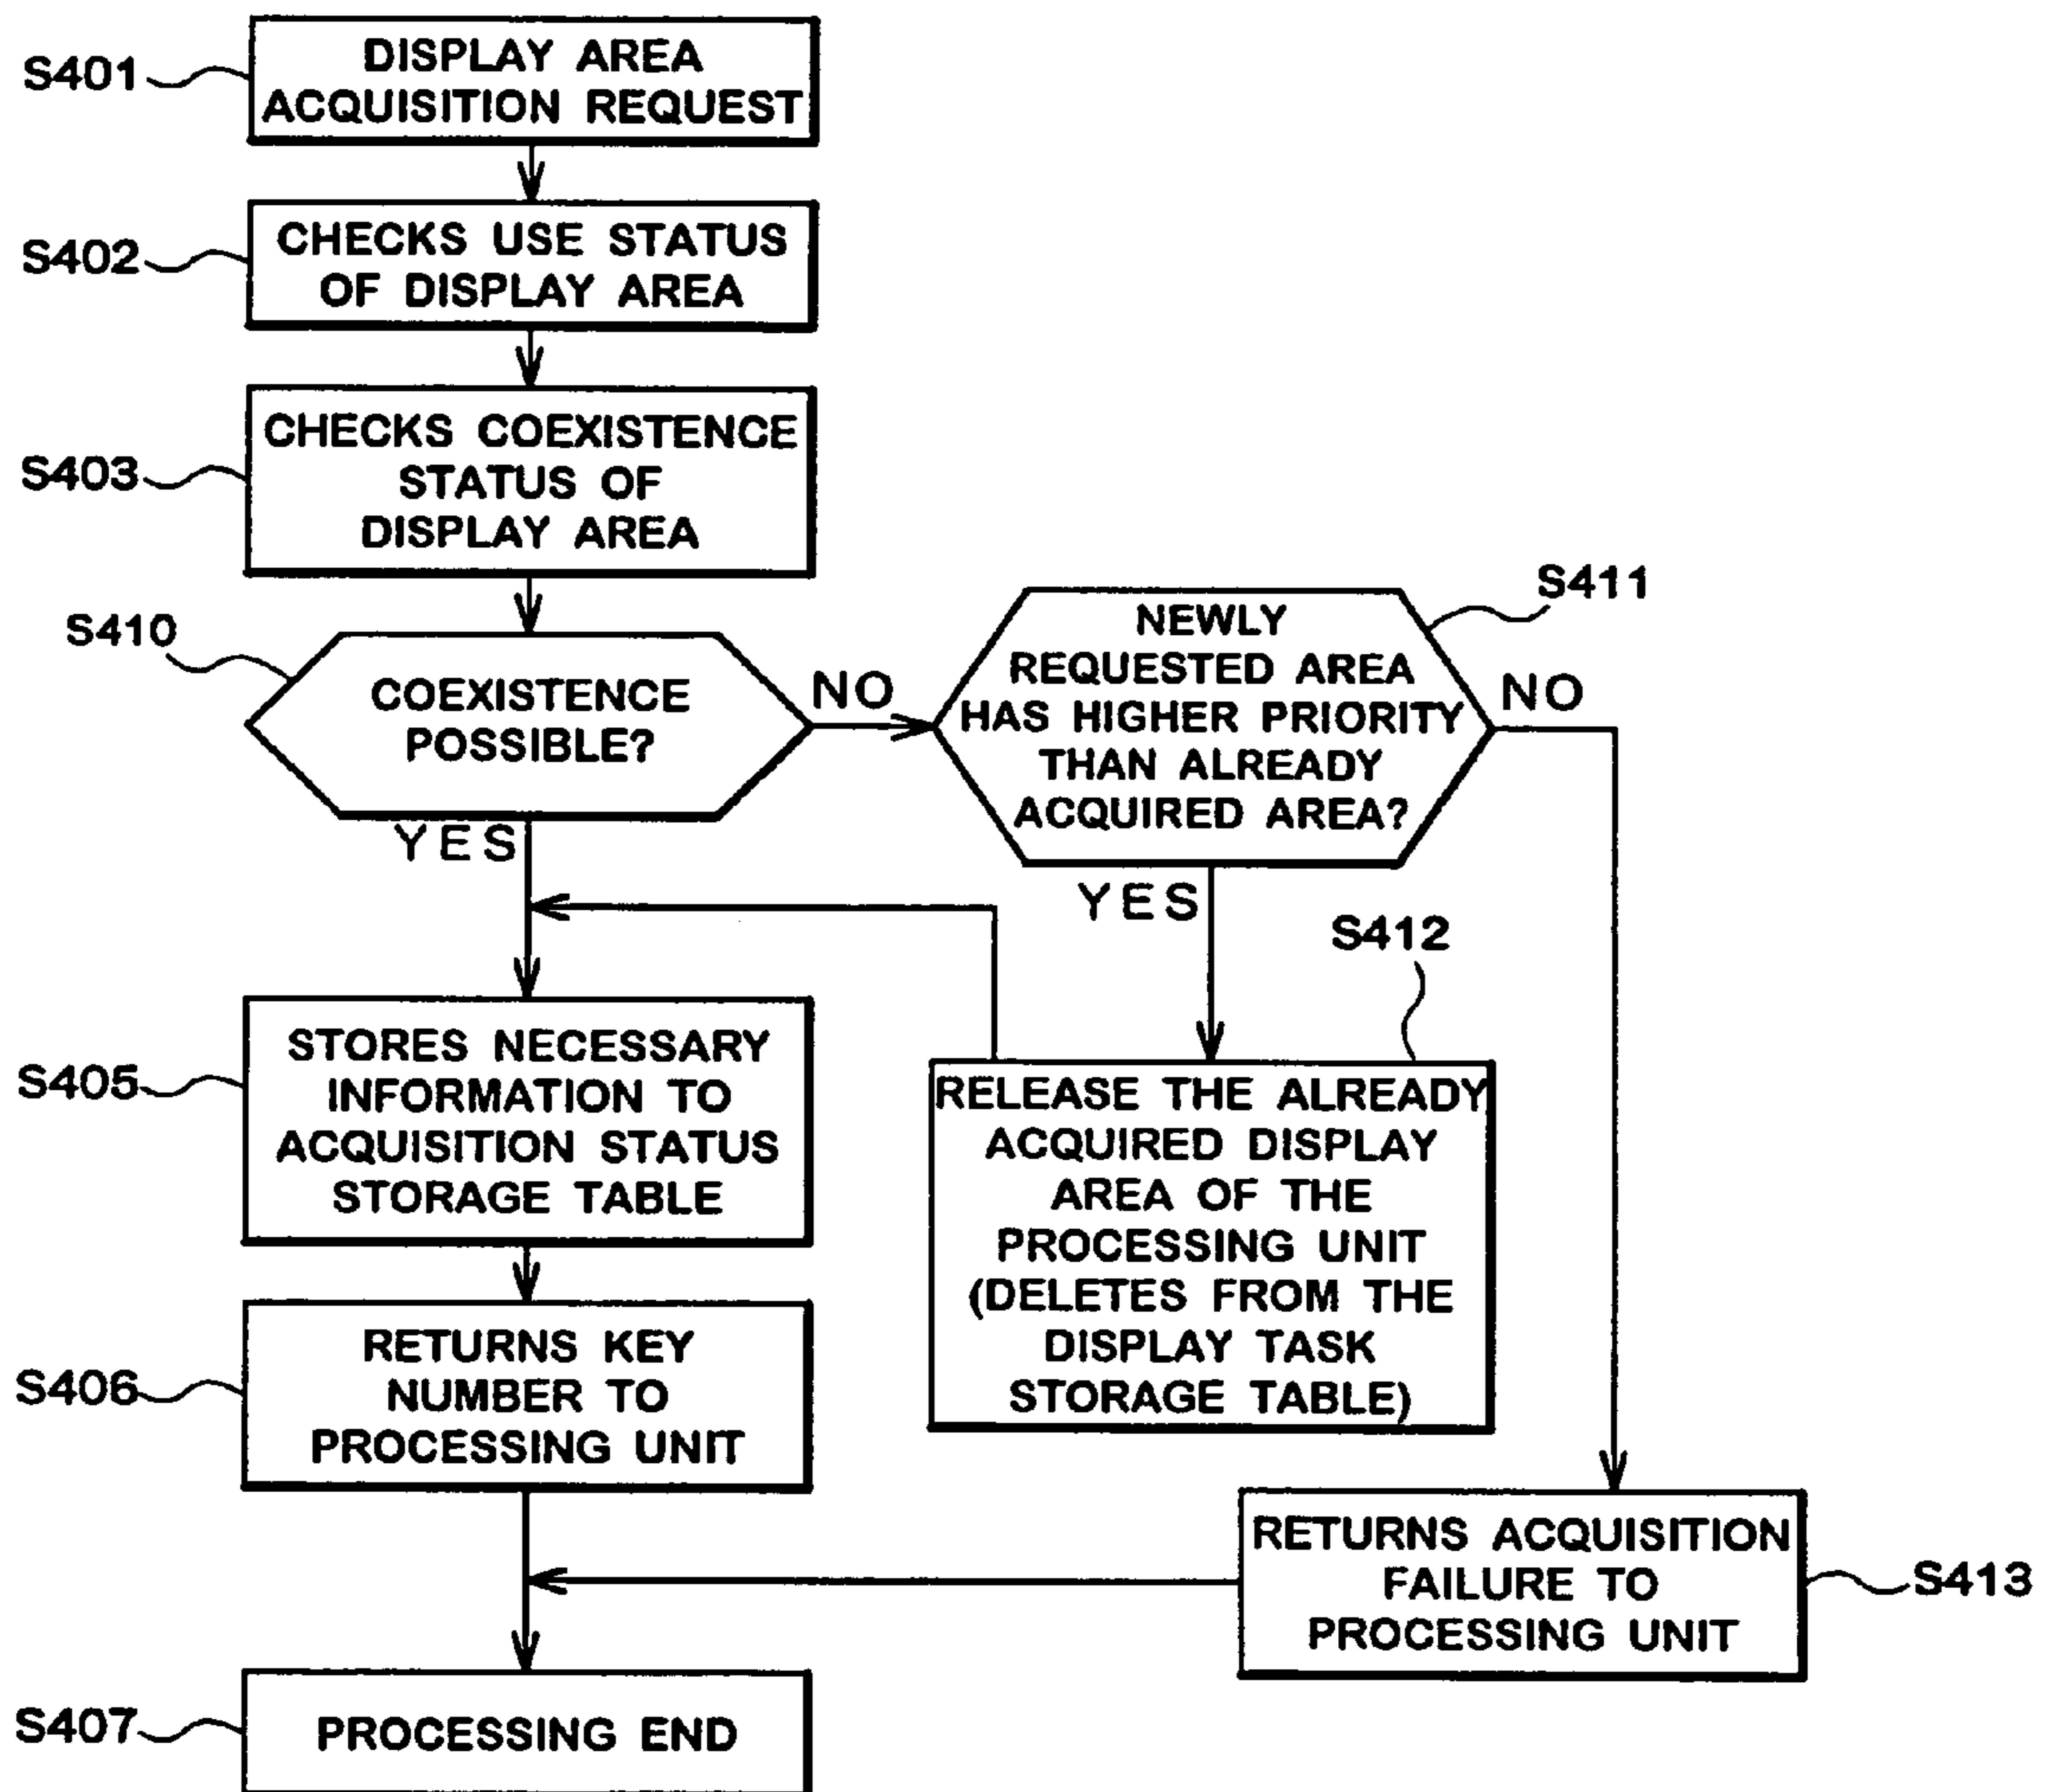 S401
DISPLAY AREA
ACQUISITION REQUEST
S402
CHECKS USE STATUS
OF DISPLAY AREA
S403
CHECKS COEXISTENCE
STATUS OF
DISPLAY AREA
S410
COEXISTENCE
POSSIBLE?
NO
YES
S411
NEWLY
REQUESTED AREA
HAS HIGHER PRIORITY
THAN ALREADY
ACQUIRED AREA?
NO
YES
S412
RELEASE THE ALREADY
ACQUIRED DISPLAY
AREA OF THE
PROCESSING UNIT
(DELETES FROM THE
DISPLAY TASK
STORAGE TABLE)
S405
STORES NECESSARY
INFORMATION TO
ACQUISITION STATUS
STORAGE TABLE
S406
RETURNS KEY
NUMBER TO
PROCESSING UNIT
RETURNS ACQUISITION
FAILURE TO
PROCESSING UNIT
S413
S407
PROCESSING END